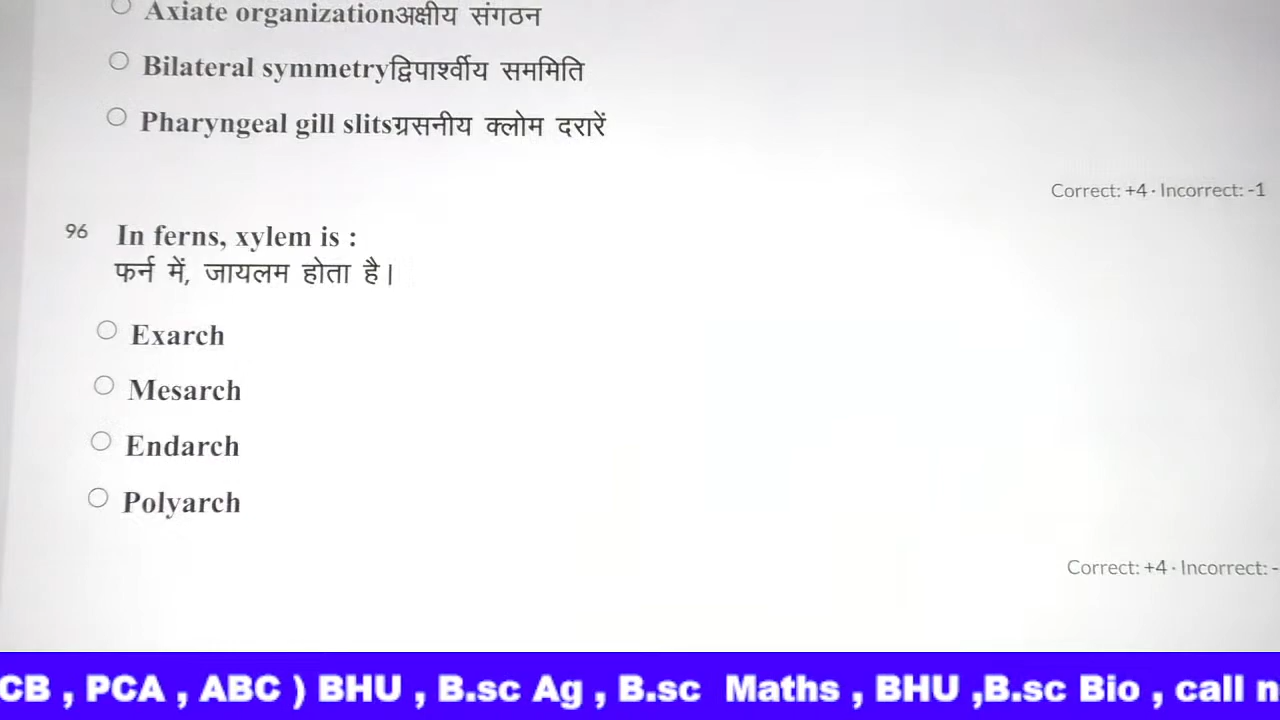 Axiate organizationअक्षीय संगठन
Bilateral symmetryद्विपार्श्वीय सममिति
Pharyngeal gill slitsग्रसनीय क्लोम दरारें
Correct: +4 · Incorrect: -1
96 In ferns, xylem is :
फर्न में, जायलम होता है।
Exarch
Mesarch
Endarch
Polyarch
Correct: +4 · Incorrect: -
CB , PCA , ABC ) BHU , B.sc Ag , B.sc Maths , BHU ,B.sc Bio , call n